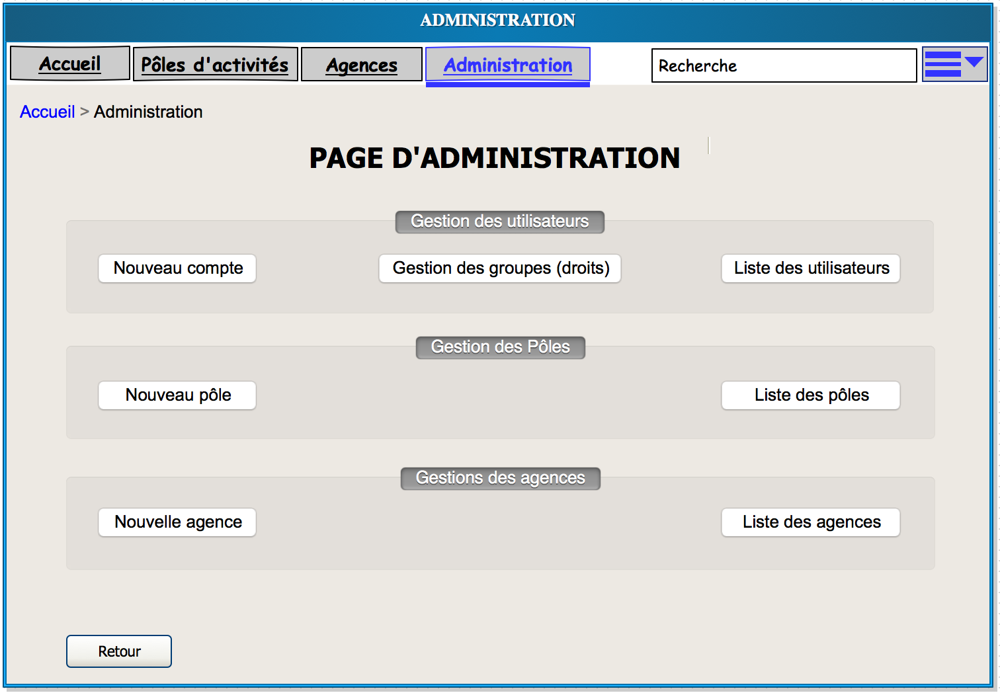 ADMINISTRATION
Accueil Pôles d'activités Agences Administration Recherche
Accueil > Administration
PAGE D'ADMINISTRATION
Gestion des utilisateurs
Nouveau compte Gestion des groupes (droits) Liste des utilisateurs
Gestion des Pôles
Nouveau pôle Liste des pôles
Gestions des agences
Nouvelle agence Liste des agences
Retour